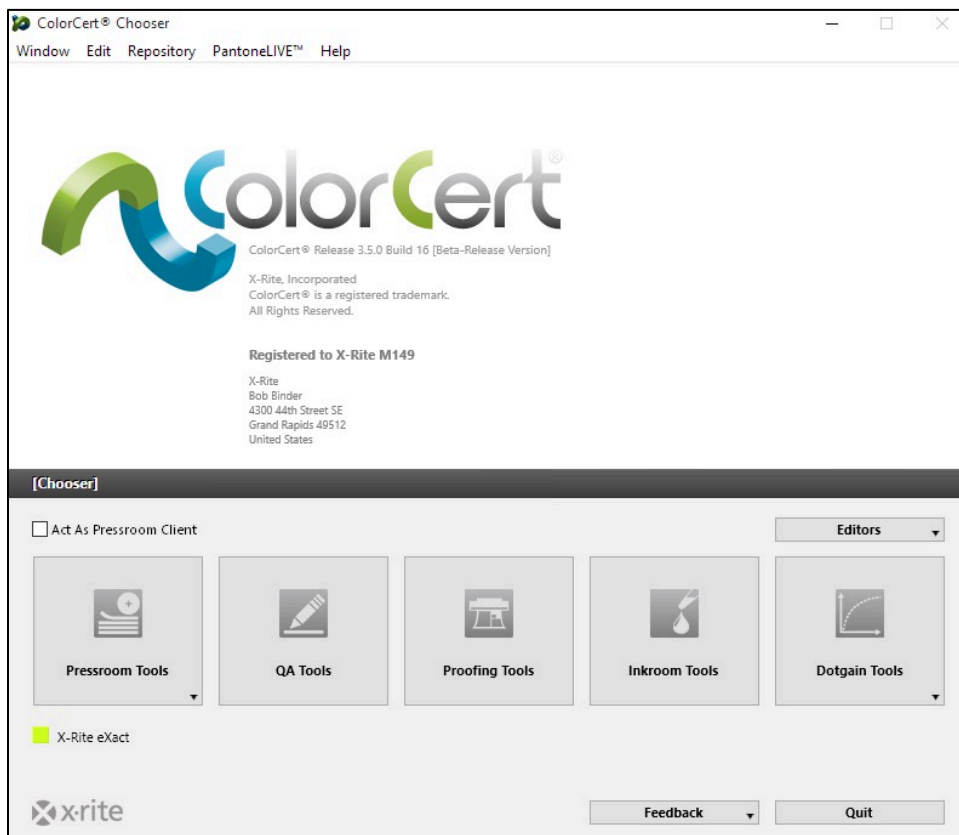 ColorCert® Chooser
Window Edit Repository PantoneLIVE™ Help
ColorCert®
ColorCert® Release 3.5.0 Build 16 [Beta-Release Version]
X-Rite, Incorporated
ColorCert® is a registered trademark.
All Rights Reserved.
Registered to X-Rite M149
X-Rite
Bob Binder
4300 44th Street SE
Grand Rapids 49512
United States
[Chooser]
Act As Pressroom Client
Editors
Pressroom Tools
QA Tools
Proofing Tools
Inkroom Tools
Dotgain Tools
X-Rite eXact
x·rite
Feedback
Quit